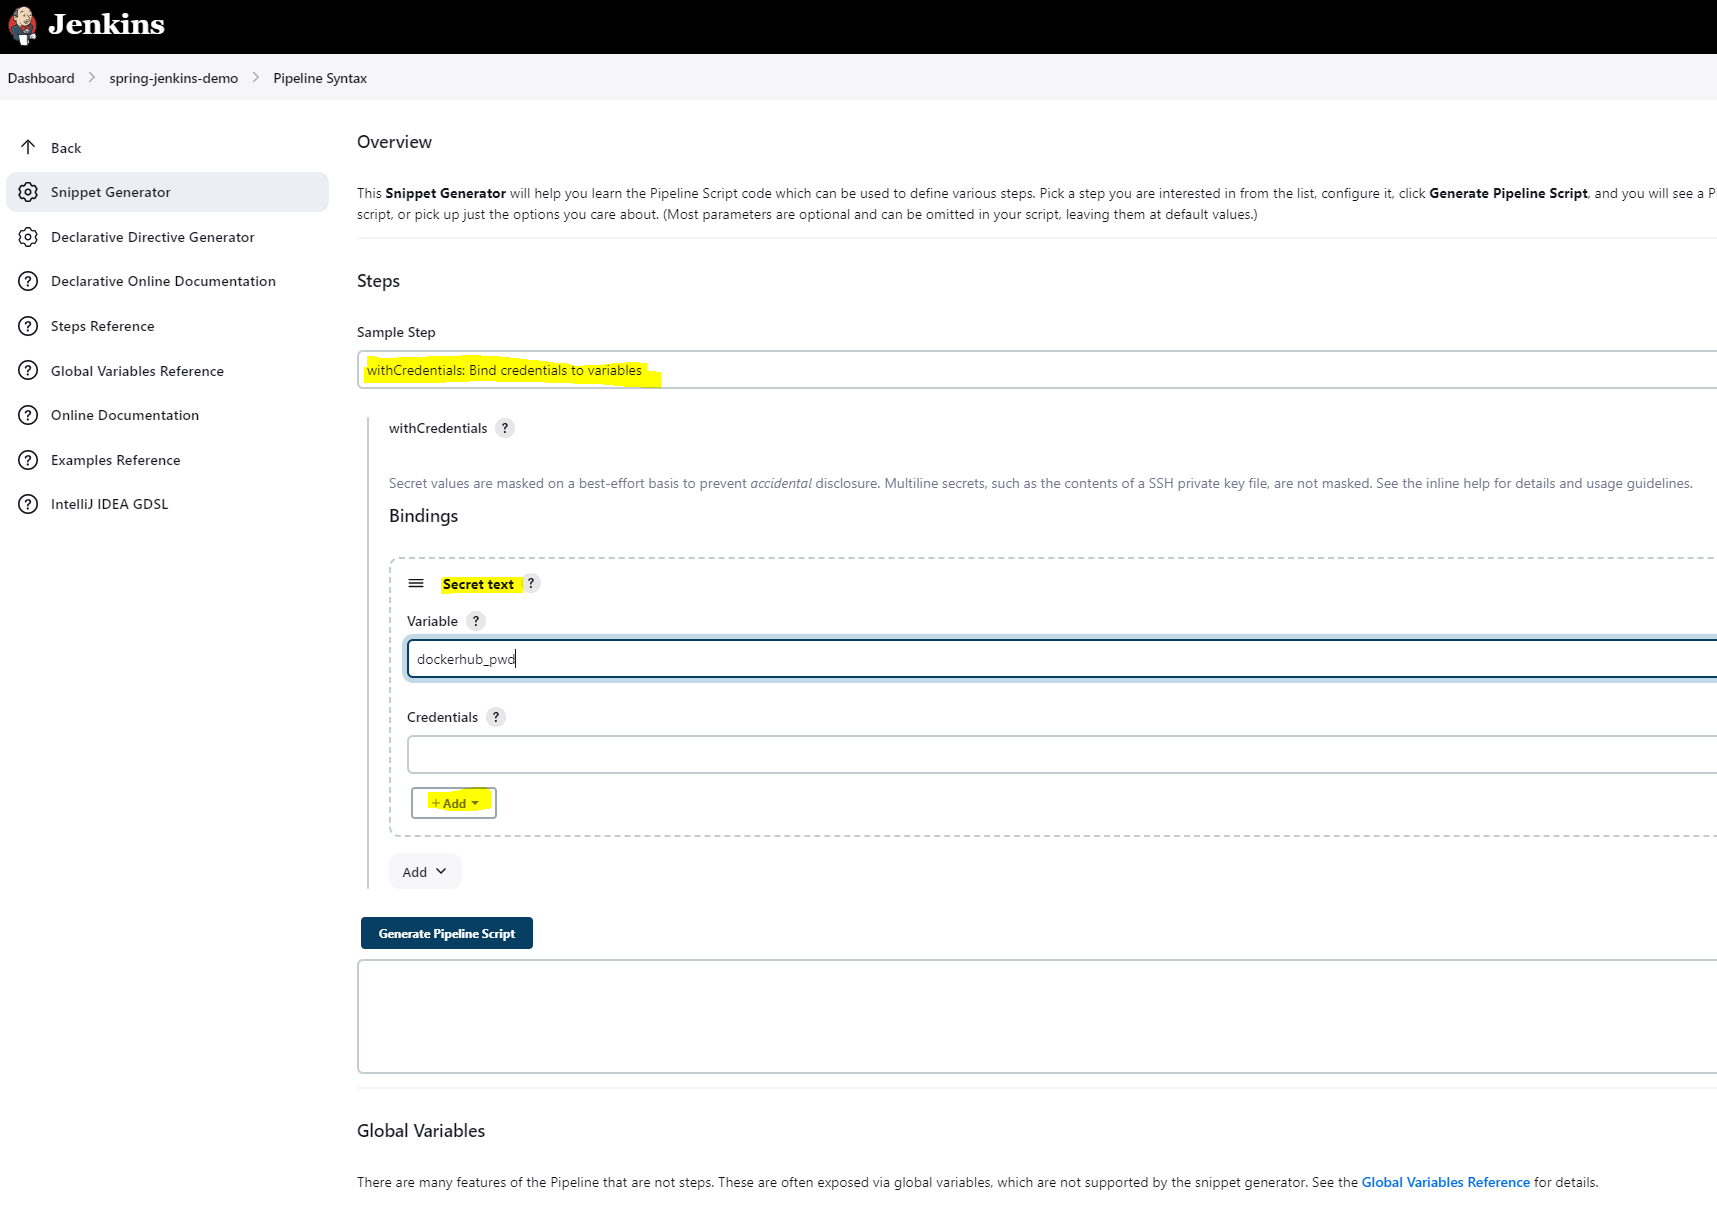 Jenkins
Dashboard > spring-jenkins-demo > Pipeline Syntax
Back
Snippet Generator
Declarative Directive Generator
Declarative Online Documentation
Steps Reference
Global Variables Reference
Online Documentation
Examples Reference
IntelliJ IDEA GDSL
Overview
This Snippet Generator will help you learn the Pipeline Script code which can be used to define various steps. Pick a step you are interested in from the list, configure it, click Generate Pipeline Script, and you will see a P
script, or pick up just the options you care about. (Most parameters are optional and can be omitted in your script, leaving them at default values.)
Steps
Sample Step
withCredentials: Bind credentials to variables
withCredentials ?
Secret values are masked on a best-effort basis to prevent accidental disclosure. Multiline secrets, such as the contents of a SSH private key file, are not masked. See the inline help for details and usage guidelines.
Bindings
Secret text ?
Variable ?
dockerhub_pwd
Credentials ?
+ Add
Add
Generate Pipeline Script
Global Variables
There are many features of the Pipeline that are not steps. These are often exposed via global variables, which are not supported by the snippet generator. See the Global Variables Reference for details.